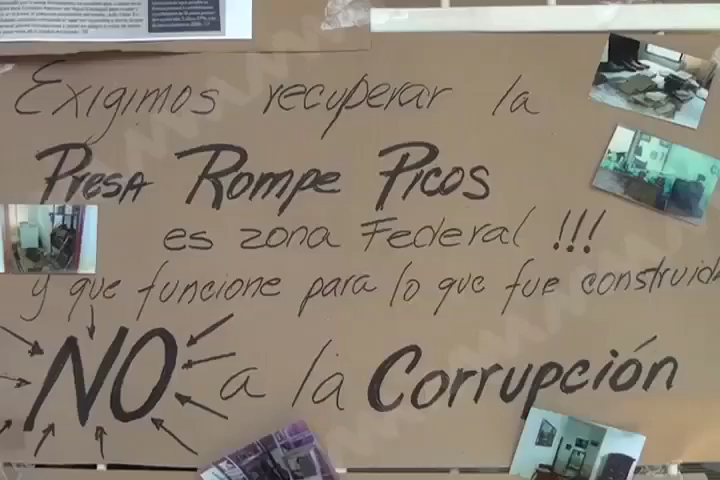 Exigimos recuperar la
Presa Rompe Picos
es zona Federal !!!
y que funcione para lo que fue construida
NO a la Corrupción